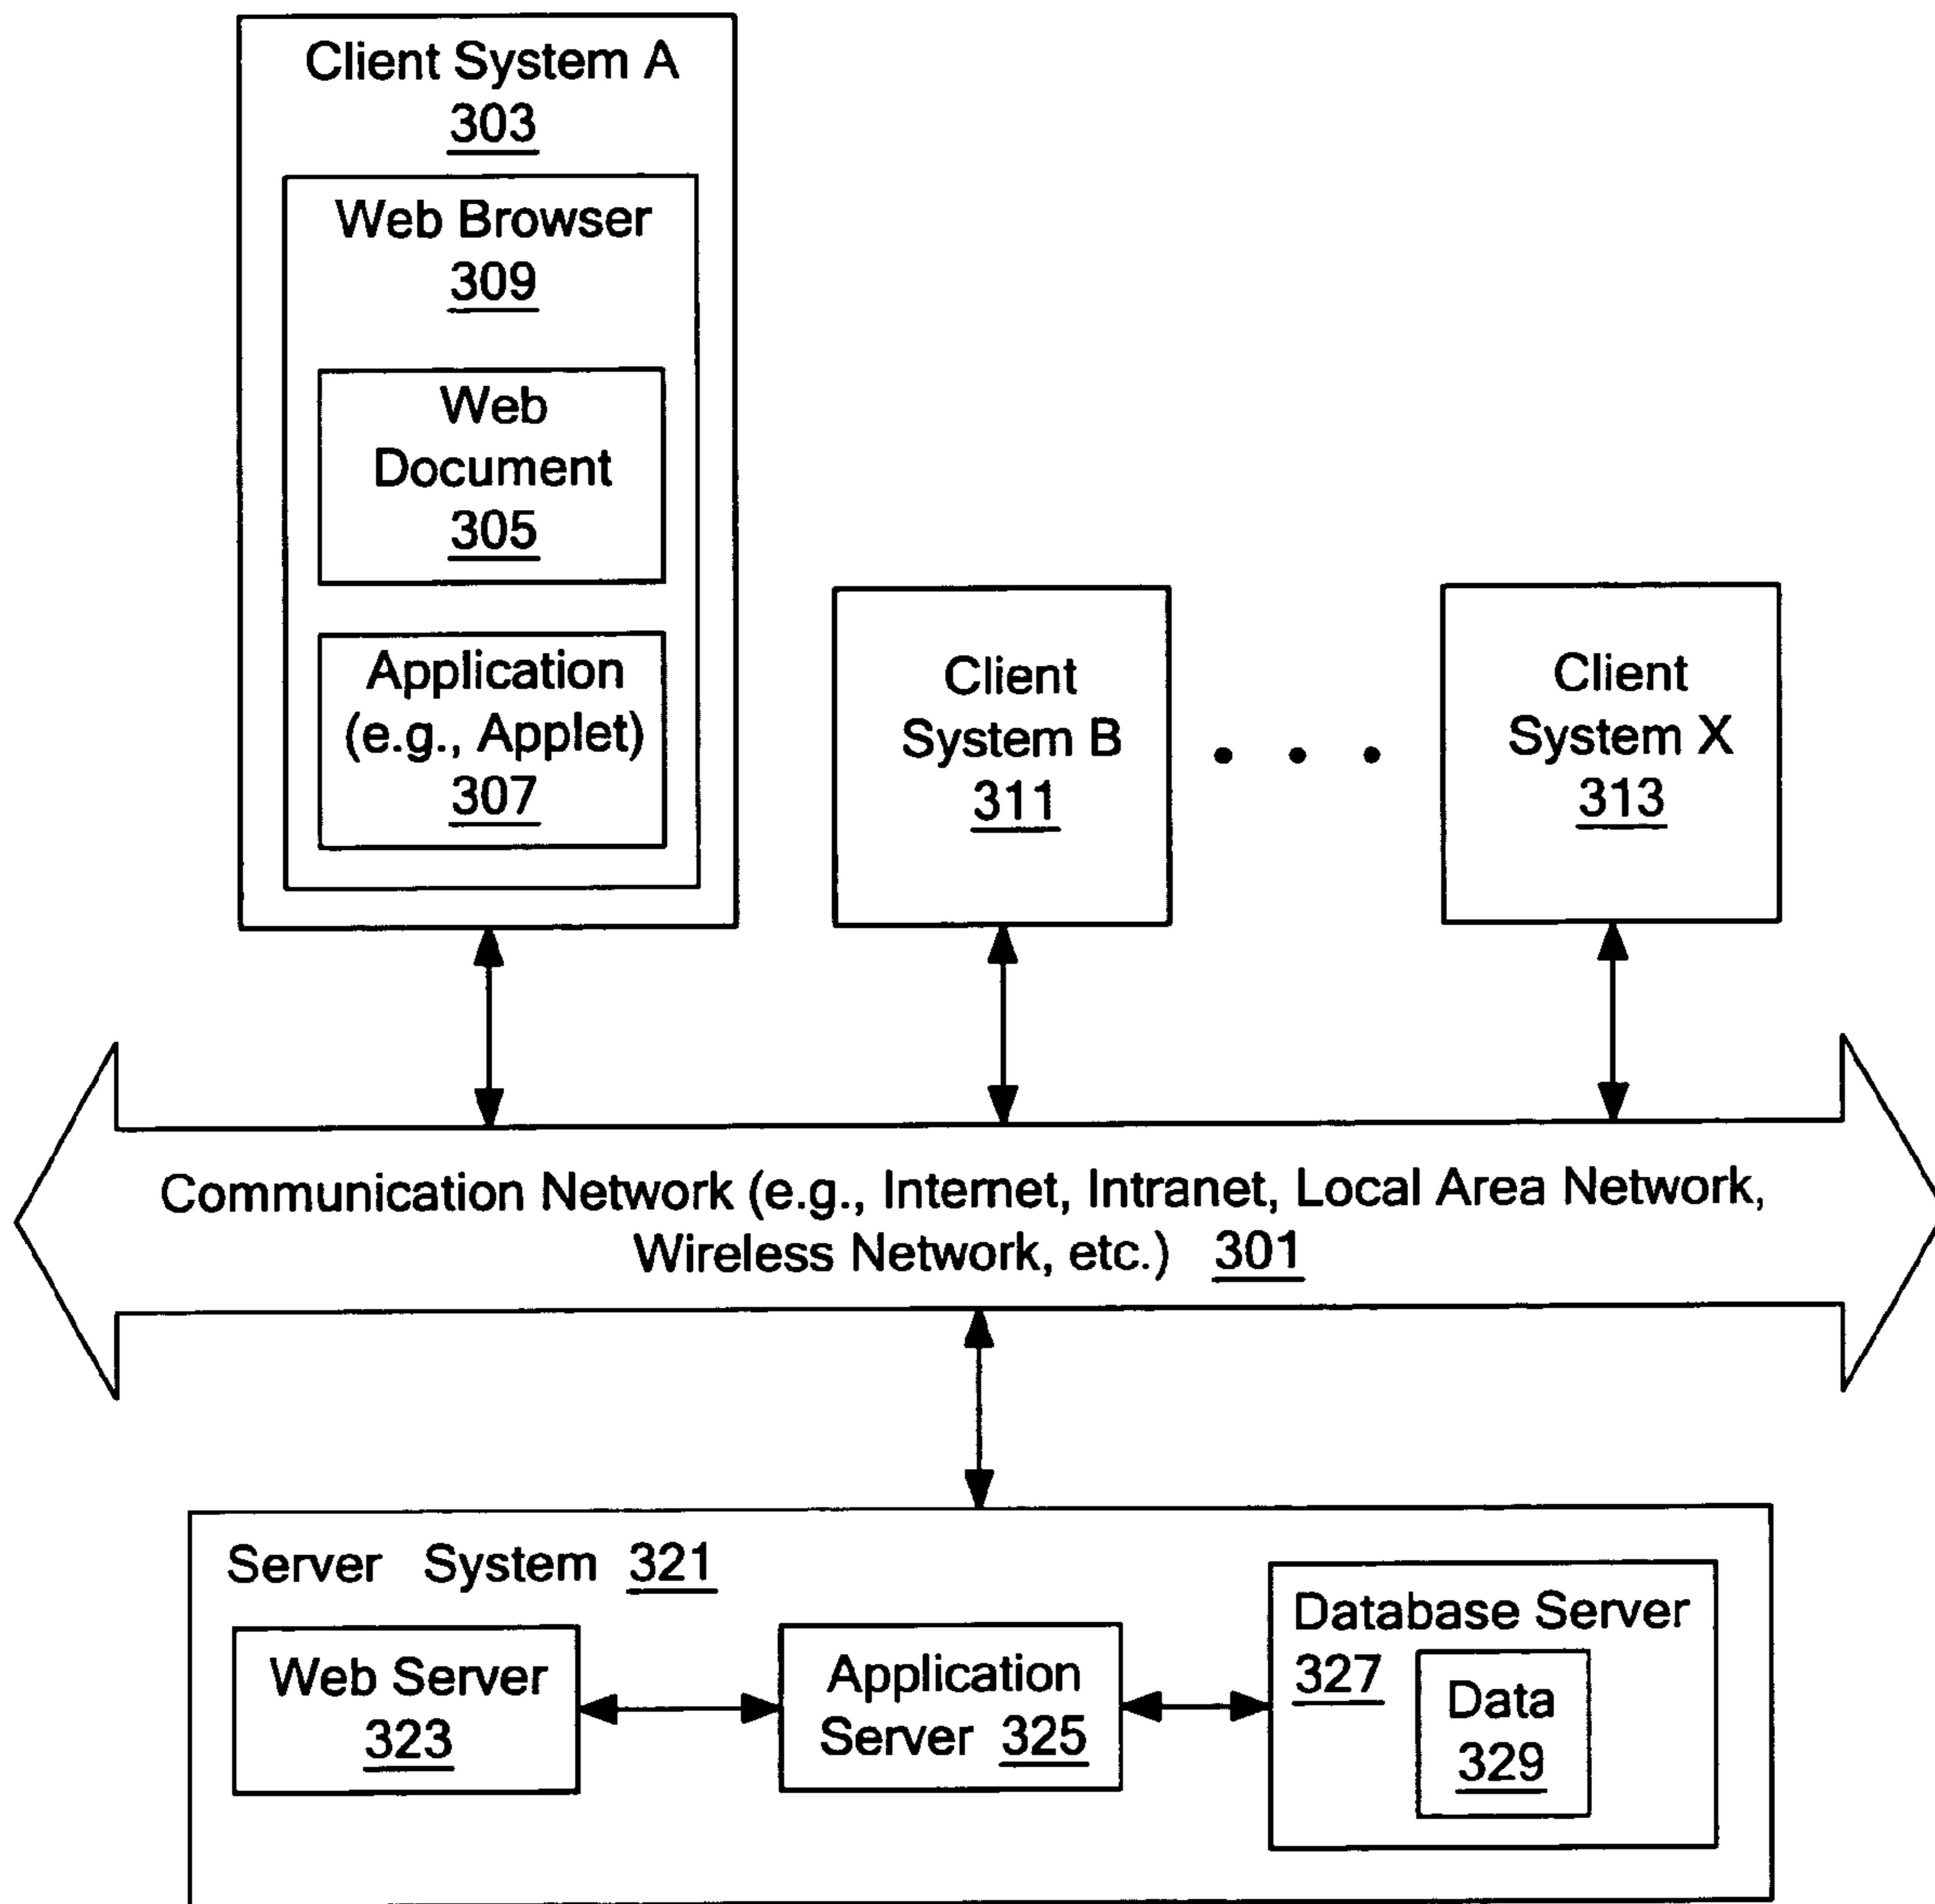 Client System A
303
Web Browser
309
Web
Document
305
Application
(e.g., Applet)
307
Client
System B
311
Client
System X
313
Communication Network (e.g., Internet, Intranet, Local Area Network,
Wireless Network, etc.) 301
Server System 321
Web Server
323
Application
Server 325
Database Server
327
Data
329